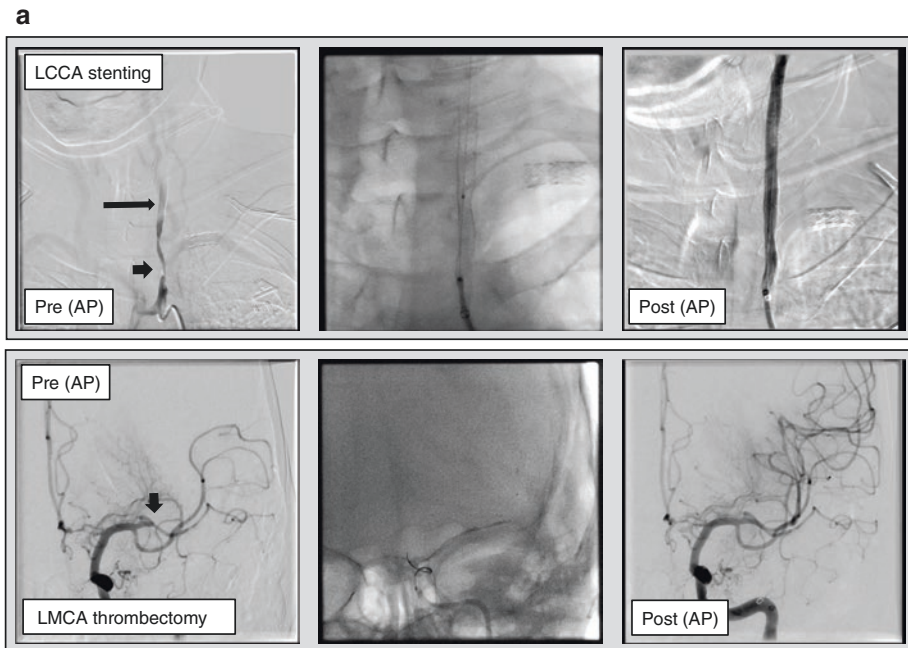 a
LCCA stenting
Pre (AP)
Post (AP)
Pre (AP)
LMCA thrombectomy
Post (AP)